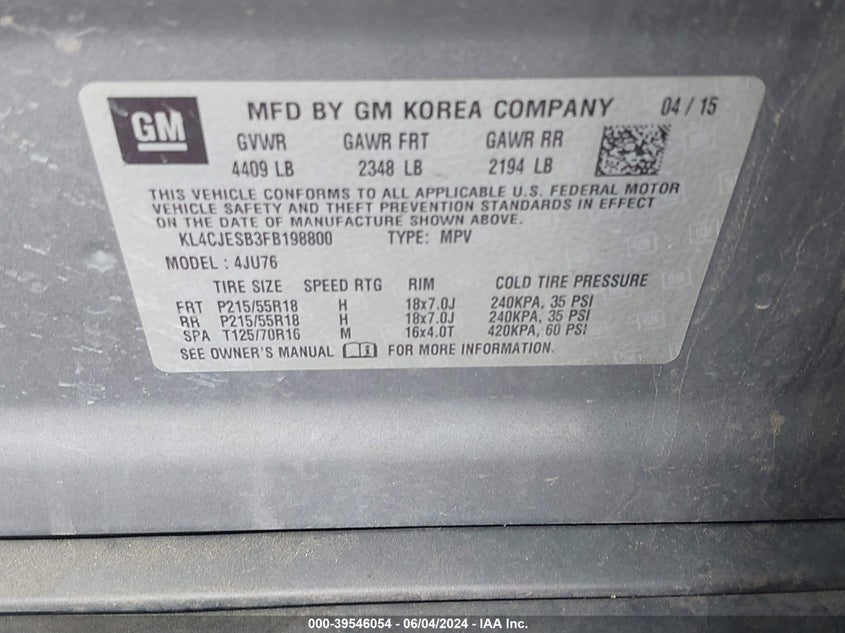 GM
MFD BY GM KOREA COMPANY 04 / 15
GVWR GAWR FRT GAWR RR
4409 LB 2348 LB 2194 LB
THIS VEHICLE CONFORMS TO ALL APPLICABLE U.S. FEDERAL MOTOR
VEHICLE SAFETY AND THEFT PREVENTION STANDARDS IN EFFECT
ON THE DATE OF MANUFACTURE SHOWN ABOVE.
KL4CJESB3FB198800 TYPE: MPV
MODEL : 4JU76
TIRE SIZE SPEED RTG RIM COLD TIRE PRESSURE
FRT P215/55R18 H 18x7.0J 240KPA, 35 PSI
RR P215/55R18 H 18x7.0J 240KPA, 35 PSI
SPA T125/70R16 M 16x4.0T 420KPA, 60 PSI
SEE OWNER'S MANUAL FOR MORE INFORMATION.
000-39546054 - 06/04/2024 - IAA Inc.